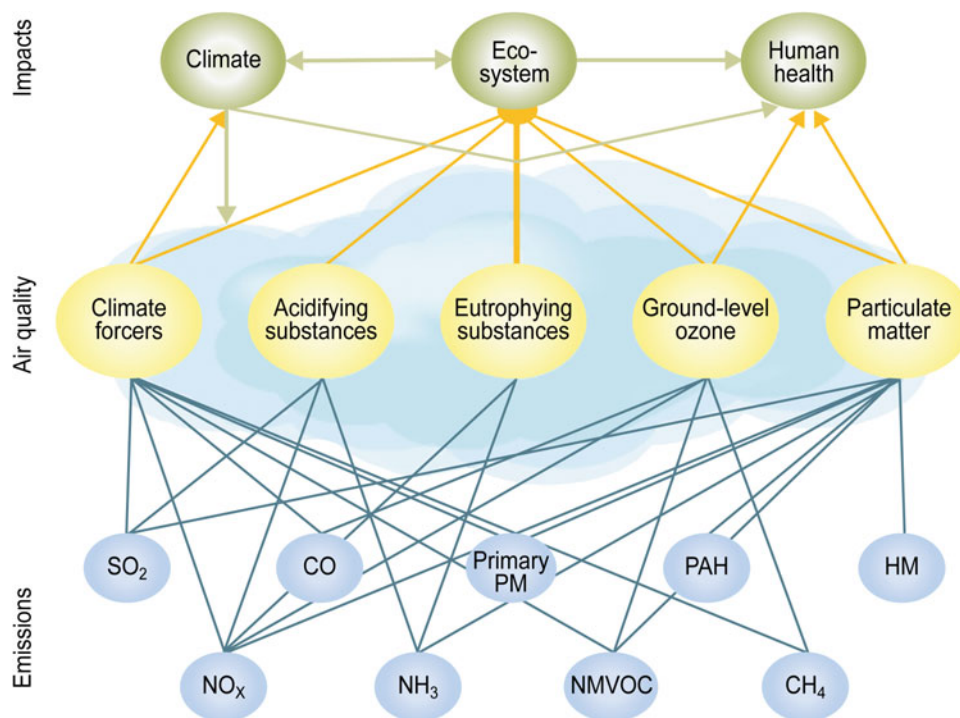 Impacts
Climate
Eco-
system
Human
health
Air quality
Climate
forcers
Acidifying
substances
Eutrophying
substances
Ground-level
ozone
Particulate
matter
Emissions
SO₂
CO
Primary
PM
PAH
HM
NOₓ
NH₃
NMVOC
CH₄